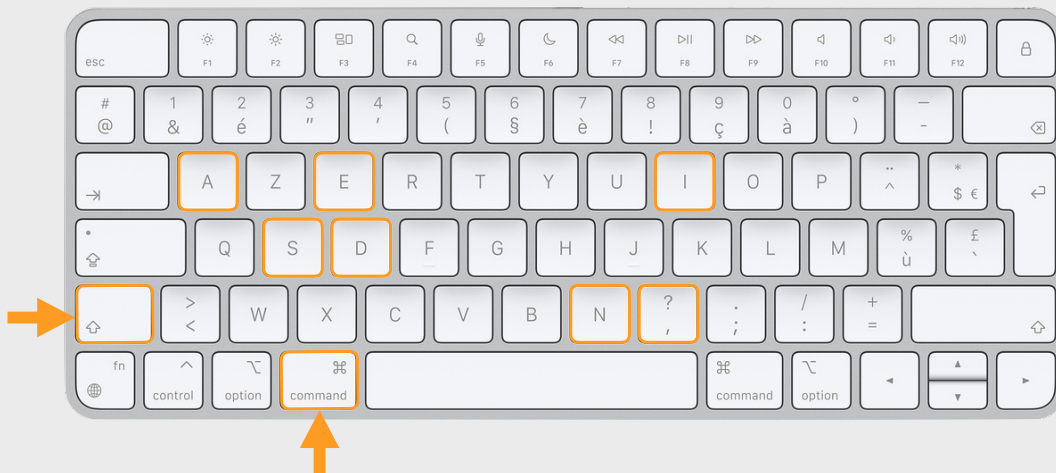 esc F1 F2 F3 F4 F5 F6 F7 F8 F9 F10 F11 F12
# 1 2 3 4 5 6 7 8 9 0 ° —
@ & é " ' ( § è ! ç à ) -
A Z E R T Y U I O P ¨ ^ * $ €
Q S D F G H J K L M % ù £ `
> < W X C V B N ? , . ; / : + =
fn ^ ⌥ ⌘ ⌘ ⌥
control option command command option